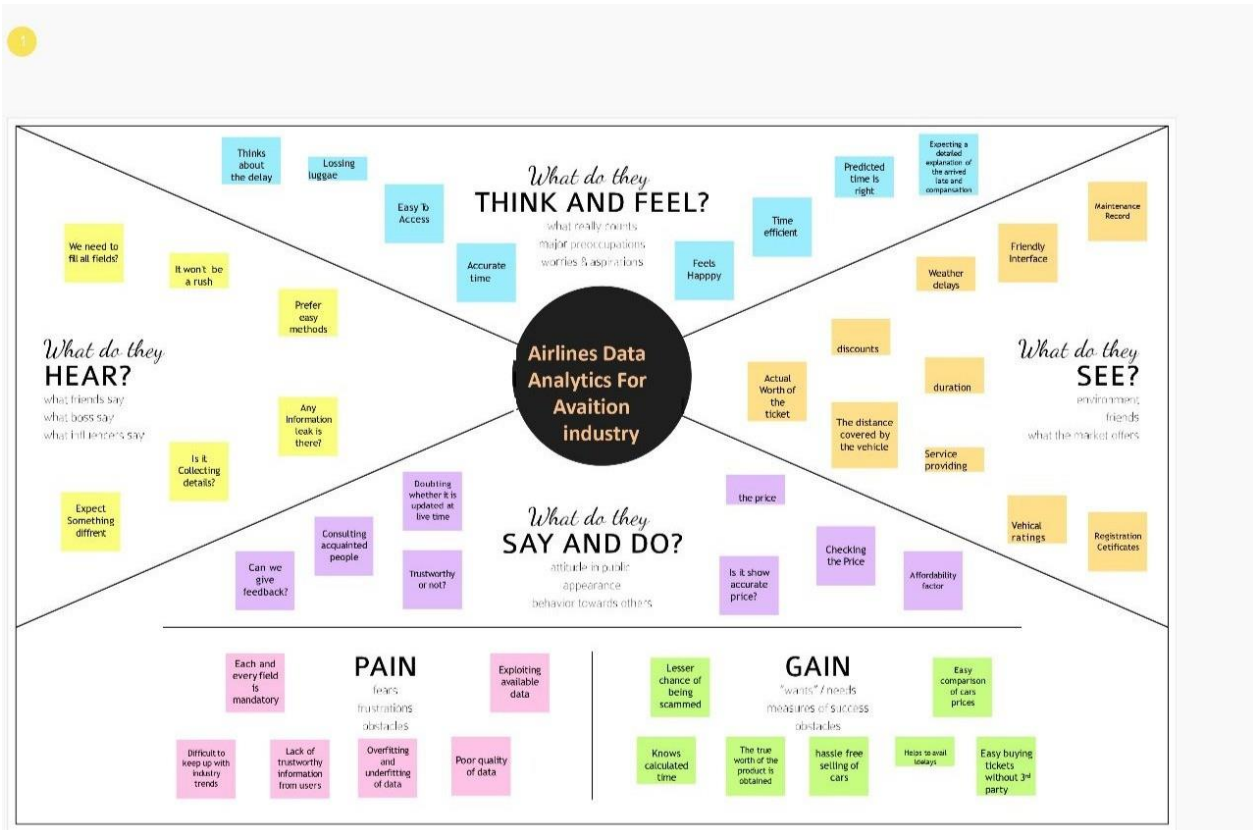 1
Thinks
about
the delay
Lossing
luggae
Easy To
Access
Accurate
time
What do they
THINK AND FEEL?
what really counts
major preoccupations
worries & aspirations
Feels
Happpy
Time
efficient
Predicted
time is
right
Expecting a
detailed
explanation of
the arrived
late and
compansation
We need to
fill all fields?
It won't be
a rush
Prefer
easy
methods
What do they
HEAR?
what friends say
what boss say
what influencers say
Any
Information
leak is
there?
Is it
Collecting
details?
Expect
Something
diffrent
Airlines Data
Analytics For
Avaition
industry
Maintenance
Record
Friendly
Interface
Weather
delays
discounts
Actual
Worth of
the
ticket
duration
The distance
covered by
the vehicle
Service
providing
What do they
SEE?
environment
friends
what the market offers
Vehical
ratings
Registration
Cetificates
Doubting
whether it is
updated at
live time
Consulting
acquainted
people
Can we
give
feedback?
Trustworthy
or not?
What do they
SAY AND DO?
attitude in public
appearance
behavior towards others
the price
Is it show
accurate
price?
Checking
the Price
Affordability
factor
Each and
every field
is
mandatory
PAIN
fears
frustrations
obstacles
Exploiting
available
data
Difficult to
keep up with
industry
trends
Lack of
trustworthy
information
from users
Overfitting
and
underfitting
of data
Poor quality
of data
Lesser
chance of
being
scammed
GAIN
"wants" / needs
measures of success
obstacles
Easy
comparison
of cars
prices
Knows
calculated
time
The true
worth of the
product is
obtained
hassle free
selling of
cars
Helps to avail
Easy buying
tickets
without 3rd
party